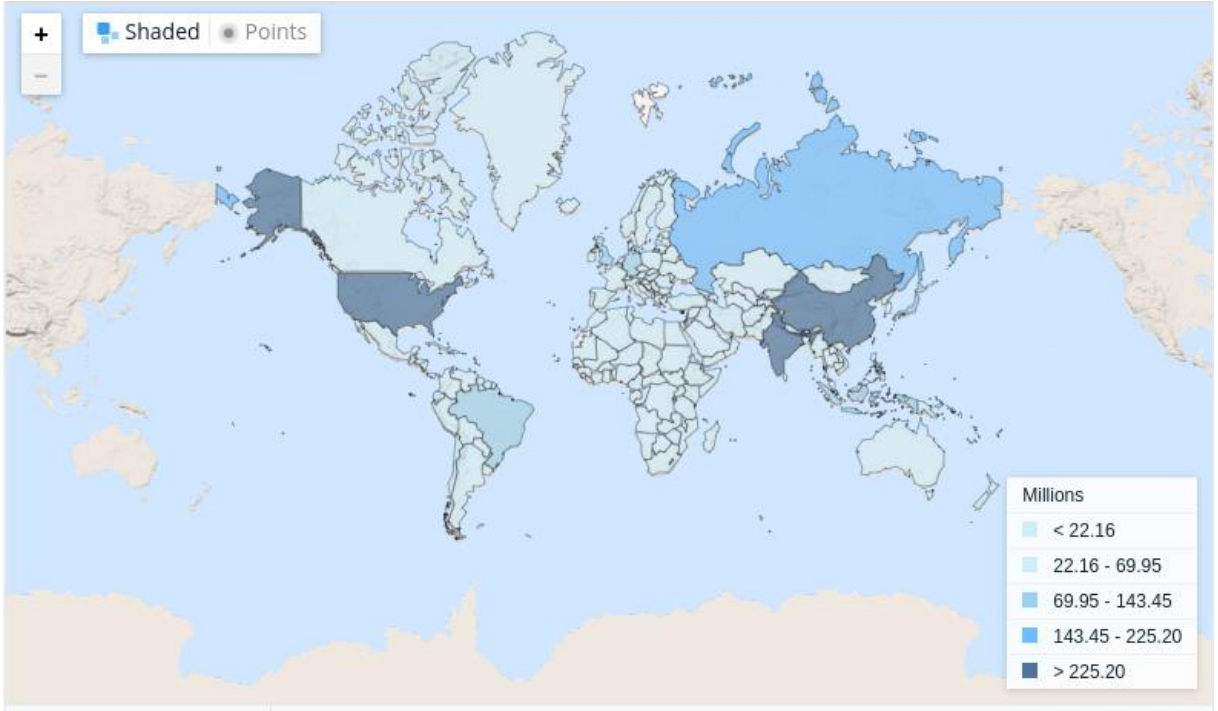 +
Shaded Points
−
Millions
< 22.16
22.16 - 69.95
69.95 - 143.45
143.45 - 225.20
> 225.20